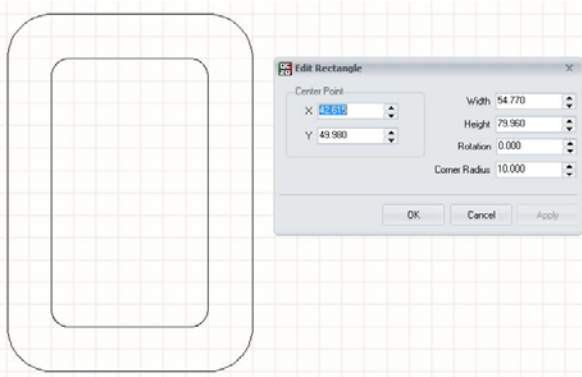 Edit Rectangle
Center Point
X 42.615
Y 49.980
Width 54.770
Height 79.960
Rotation 0.000
Corner Radius 10.000
OK Cancel Apply